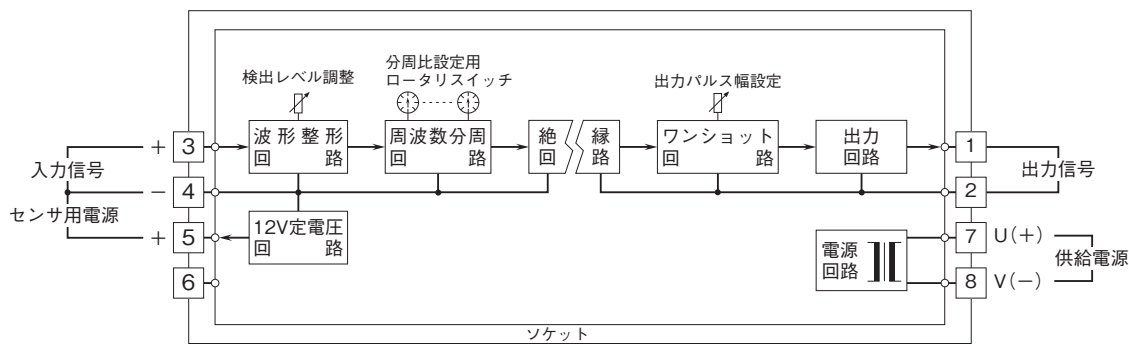 検出レベル調整
分周比設定用
ロータリスイッチ
出力パルス幅設定
波形整形
回路
周波数分周
回路
絶縁
回路
ワンショット
回路
出力
回路
入力信号
+ 3
− 4
センサ用電源
+ 5
6
12V定電圧
回路
1
2
出力信号
電源
回路
7 U(+)
8 V(−)
供給電源
ソケット